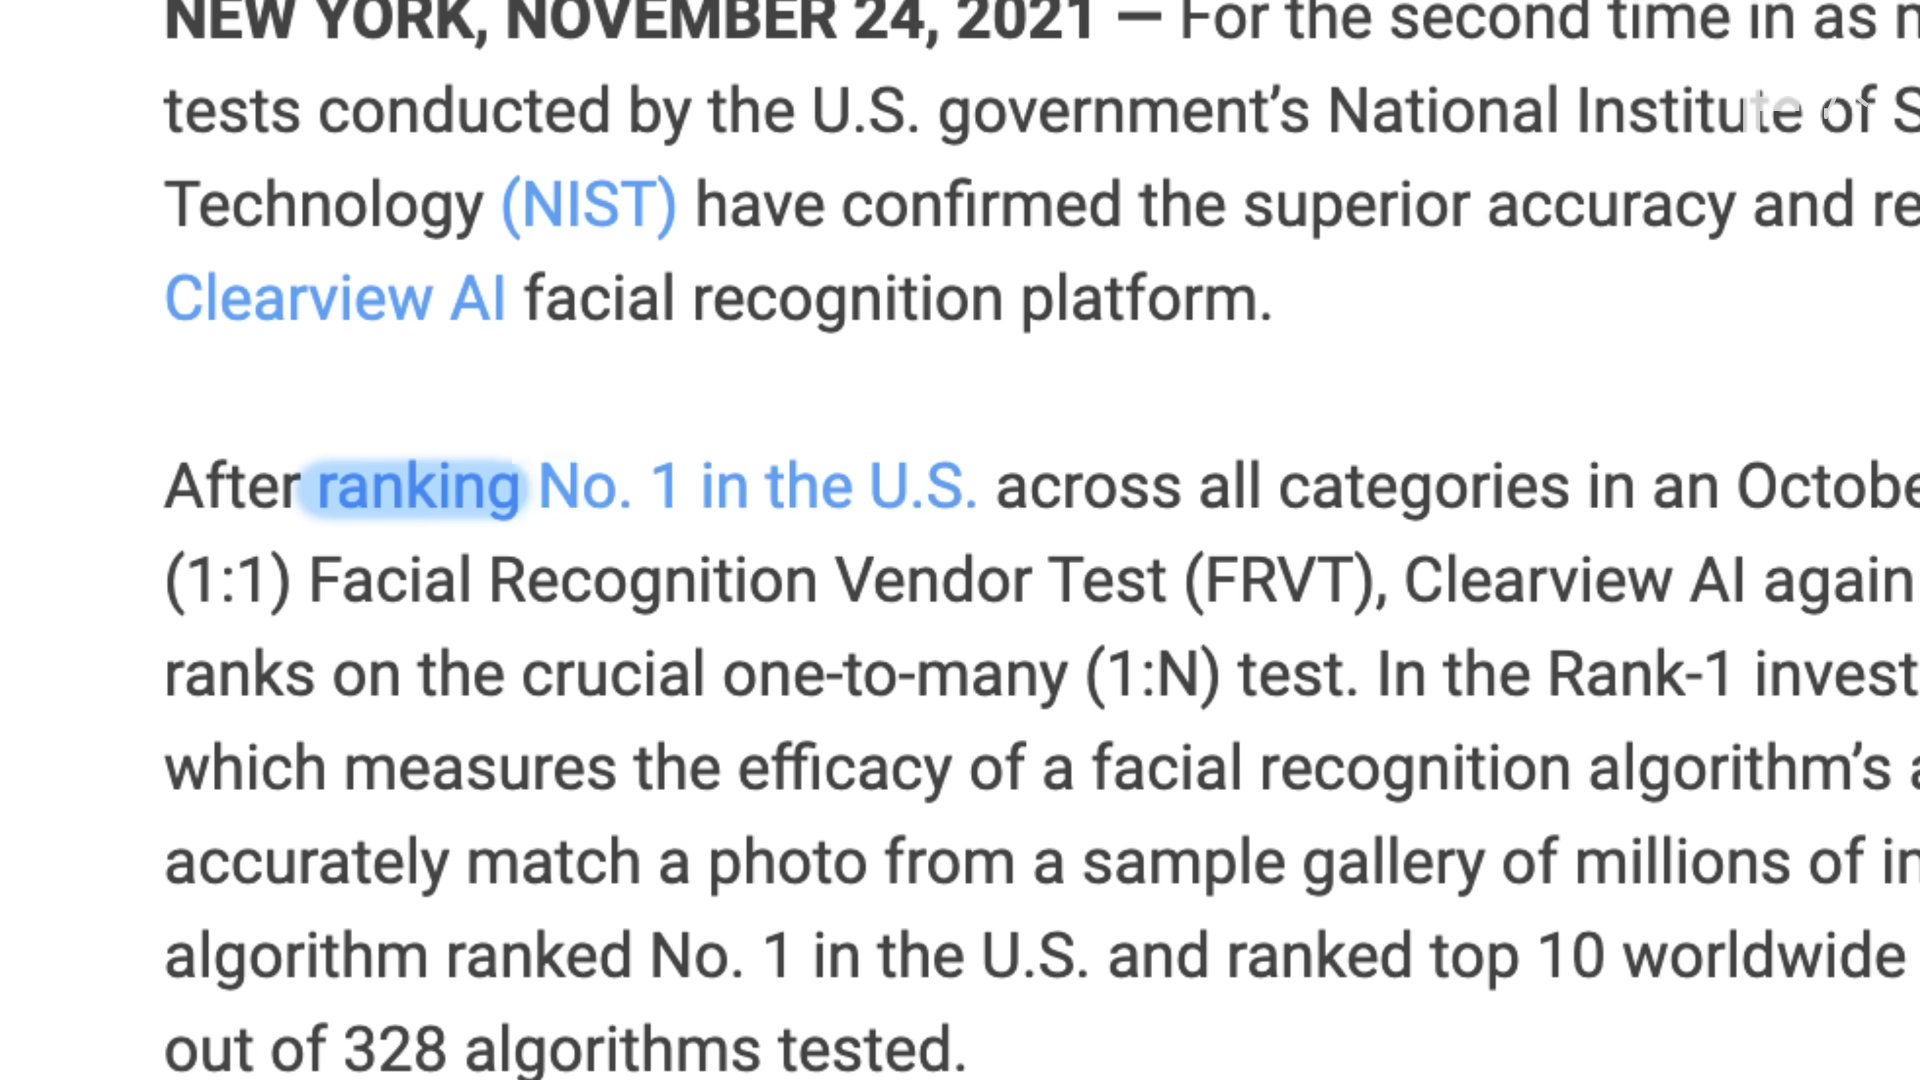 NEW YORK, NOVEMBER 24, 2021 — For the second time in as
tests conducted by the U.S. government’s National Institute of S
Technology (NIST) have confirmed the superior accuracy and re
Clearview AI facial recognition platform.
After ranking No. 1 in the U.S. across all categories in an Octobe
(1:1) Facial Recognition Vendor Test (FRVT), Clearview AI again
ranks on the crucial one-to-many (1:N) test. In the Rank-1 invest
which measures the efficacy of a facial recognition algorithm’s a
accurately match a photo from a sample gallery of millions of in
algorithm ranked No. 1 in the U.S. and ranked top 10 worldwide
out of 328 algorithms tested.